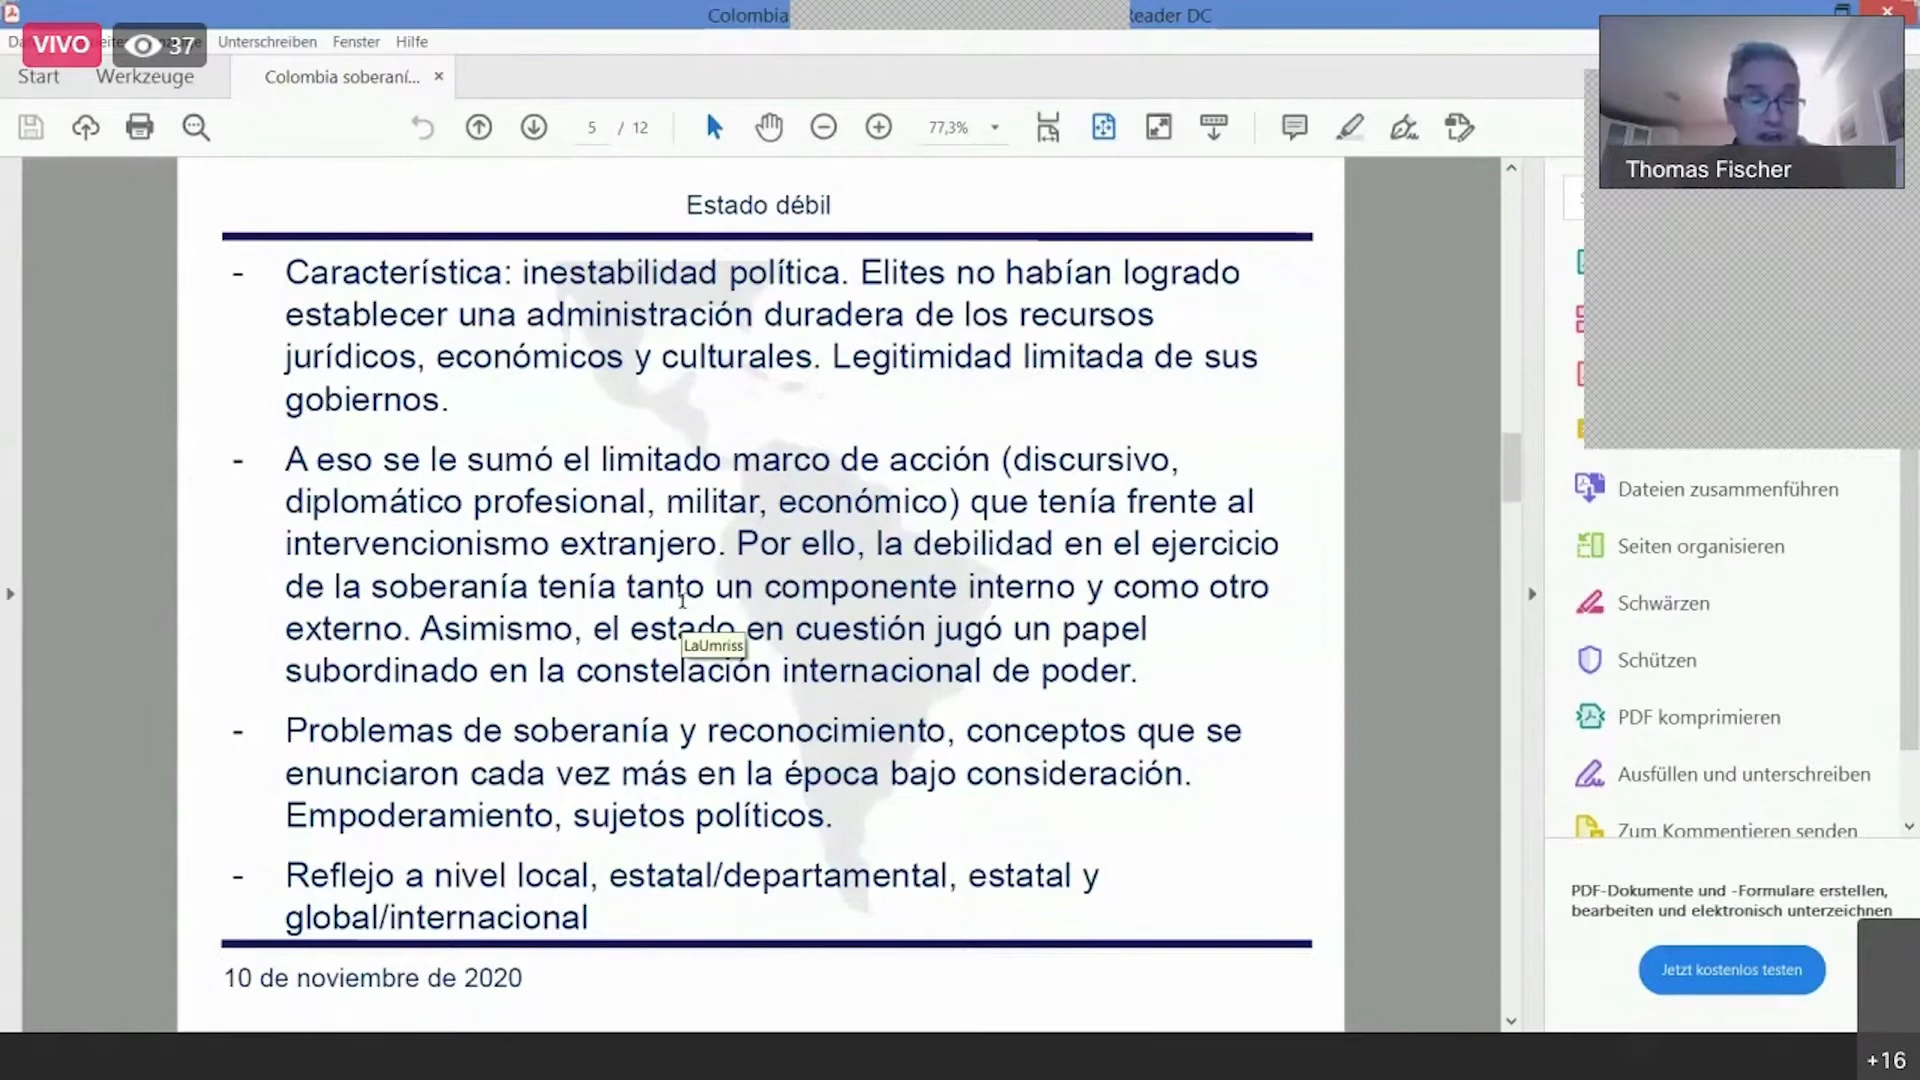 Colombia
Reader DC
VIVO
37
Unterschreiben Fenster Hilfe
Start Werkzeuge Colombia soberaní... ×
5 / 12 77,3%
Thomas Fischer
Estado débil
- Característica: inestabilidad política. Elites no habían logrado
establecer una administración duradera de los recursos
jurídicos, económicos y culturales. Legitimidad limitada de sus
gobiernos.
- A eso se le sumó el limitado marco de acción (discursivo,
diplomático profesional, militar, económico) que tenía frente al
intervencionismo extranjero. Por ello, la debilidad en el ejercicio
de la soberanía tenía tanto un componente interno y como otro
externo. Asimismo, el estado en cuestión jugó un papel
LaUmriss
subordinado en la constelación internacional de poder.
- Problemas de soberanía y reconocimiento, conceptos que se
enunciaron cada vez más en la época bajo consideración.
Empoderamiento, sujetos políticos.
- Reflejo a nivel local, estatal/departamental, estatal y
global/internacional
10 de noviembre de 2020
Dateien zusammenführen
Seiten organisieren
Schwärzen
Schützen
PDF komprimieren
Ausfüllen und unterschreiben
Zum Kommentieren senden
PDF-Dokumente und -Formulare erstellen,
bearbeiten und elektronisch unterzeichnen
Jetzt kostenlos testen
+16